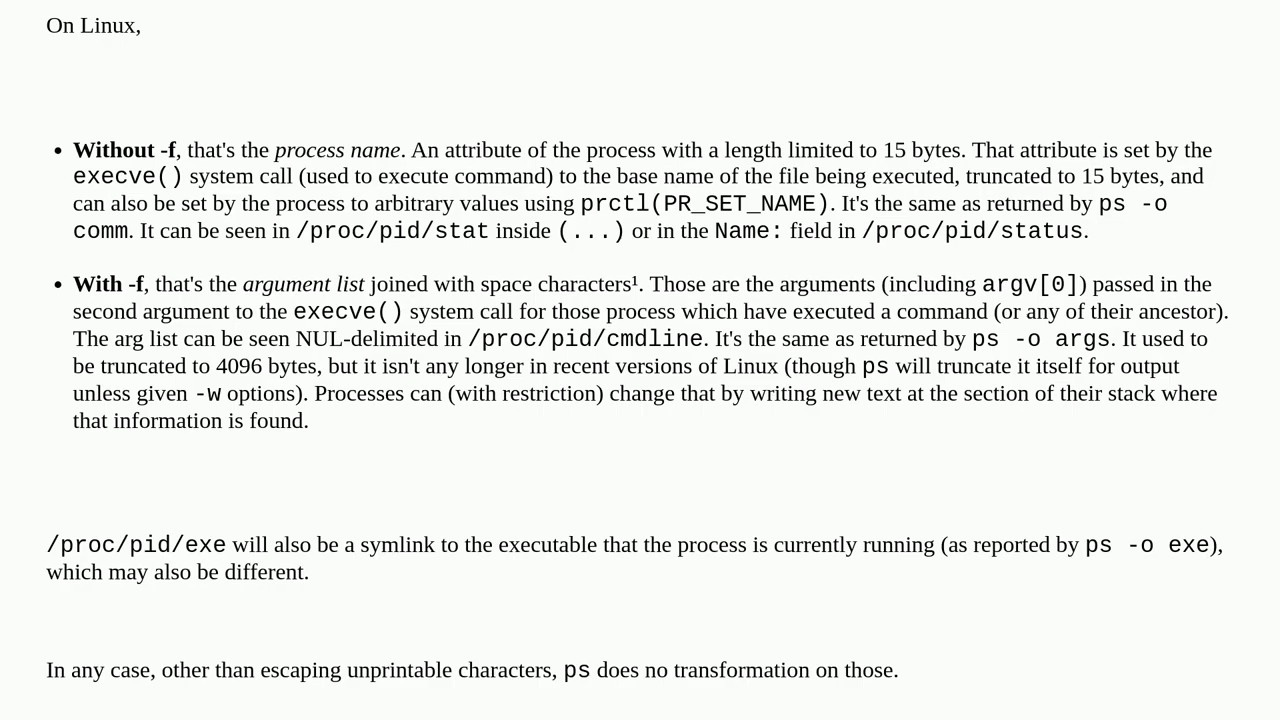 On Linux,
• Without -f, that's the process name. An attribute of the process with a length limited to 15 bytes. That attribute is set by the
execve() system call (used to execute command) to the base name of the file being executed, truncated to 15 bytes, and
can also be set by the process to arbitrary values using prctl(PR_SET_NAME). It's the same as returned by ps -o
comm. It can be seen in /proc/pid/stat inside (...) or in the Name: field in /proc/pid/status.
• With -f, that's the argument list joined with space characters¹. Those are the arguments (including argv[0]) passed in the
second argument to the execve() system call for those process which have executed a command (or any of their ancestor).
The arg list can be seen NUL-delimited in /proc/pid/cmdline. It's the same as returned by ps -o args. It used to
be truncated to 4096 bytes, but it isn't any longer in recent versions of Linux (though ps will truncate it itself for output
unless given -w options). Processes can (with restriction) change that by writing new text at the section of their stack where
that information is found.
/proc/pid/exe will also be a symlink to the executable that the process is currently running (as reported by ps -o exe),
which may also be different.
In any case, other than escaping unprintable characters, ps does no transformation on those.